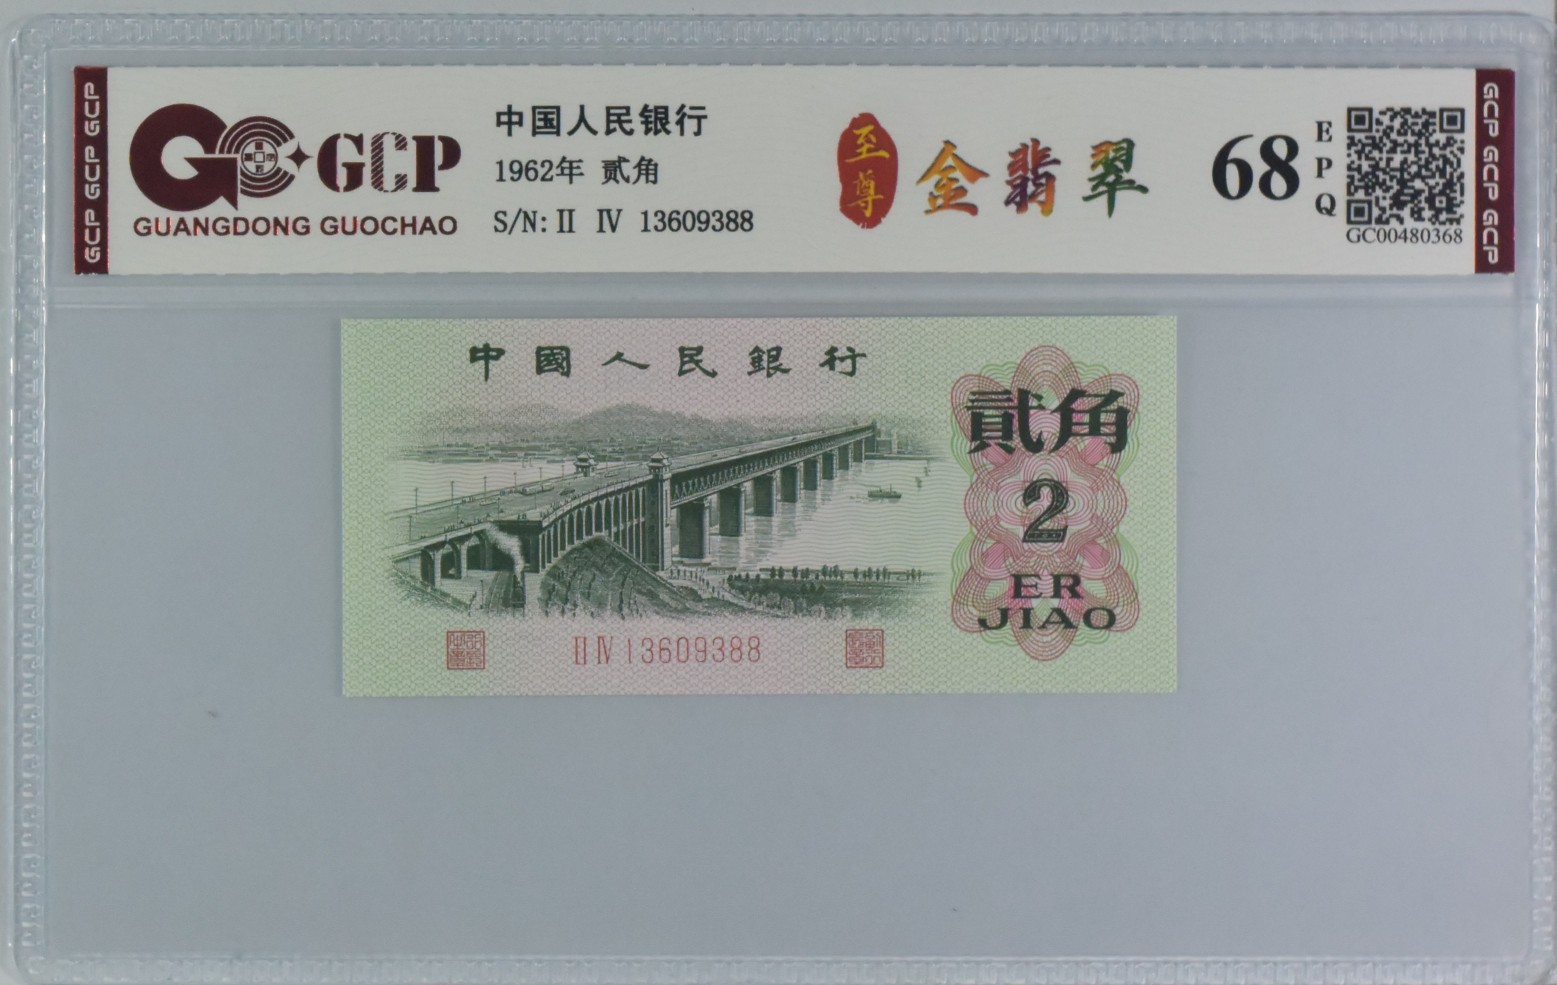 GCP GCP GCP
GCP
GUANGDONG GUOCHAO
中国人民银行
1962年 贰角
S/N: II IV 13609388
至尊
金翡翠
68
EPQ
GC00480368
GCP GCP GCP
中國人民銀行
貳角
2
ER
JIAO
II IV 13609388